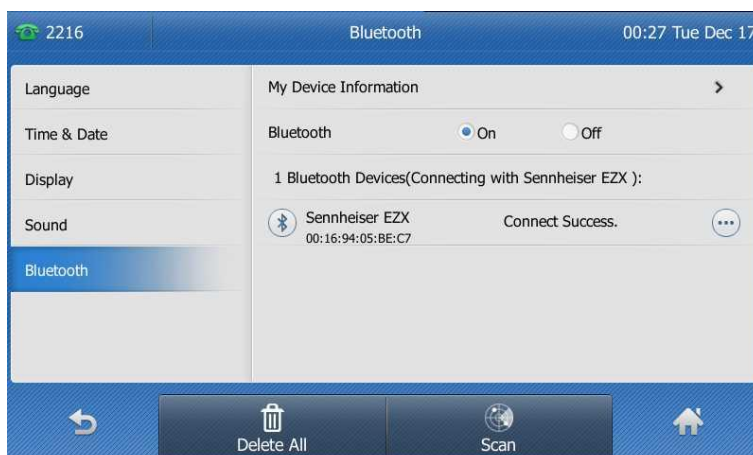 2216 Bluetooth 00:27 Tue Dec 17
Language
Time & Date
Display
Sound
Bluetooth
My Device Information
Bluetooth On Off
1 Bluetooth Devices(Connecting with Sennheiser EZX ):
Sennheiser EZX Connect Success.
00:16:94:05:BE:C7
Delete All Scan